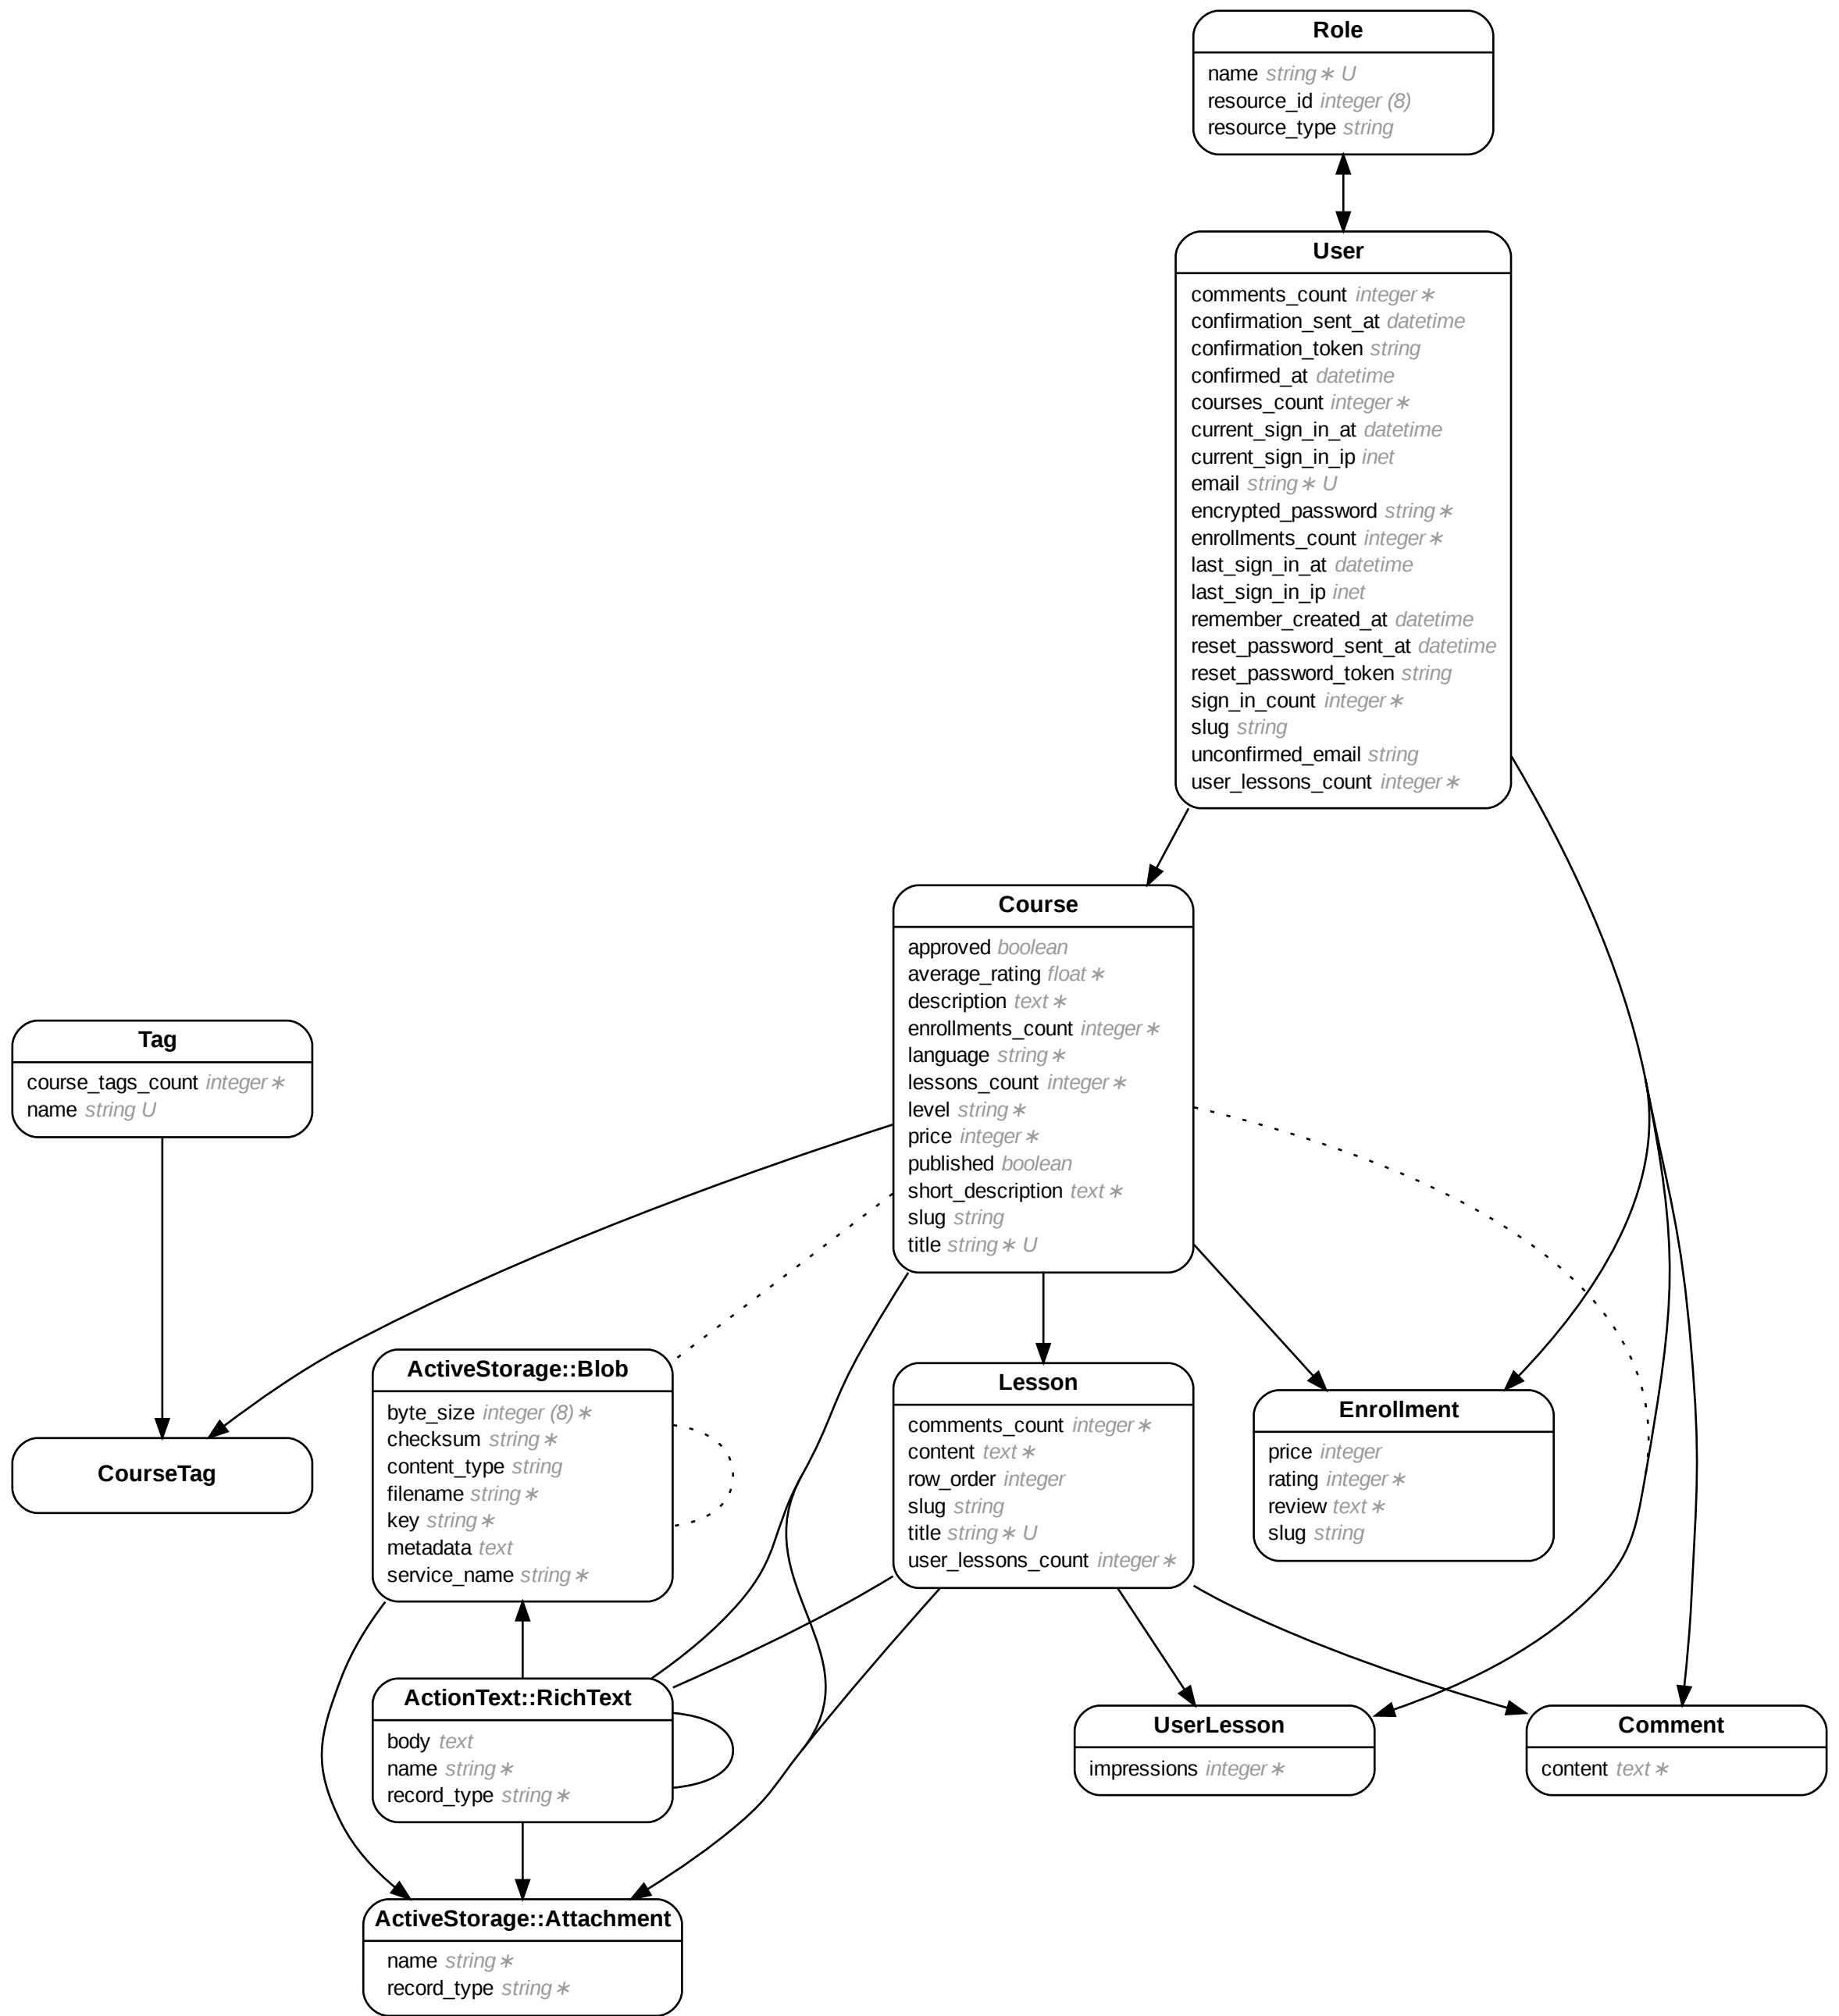 Role
name string∗ U
resource_id integer (8)
resource_type string
User
comments_count integer∗
confirmation_sent_at datetime
confirmation_token string
confirmed_at datetime
courses_count integer∗
current_sign_in_at datetime
current_sign_in_ip inet
email string∗ U
encrypted_password string∗
enrollments_count integer∗
last_sign_in_at datetime
last_sign_in_ip inet
remember_created_at datetime
reset_password_sent_at datetime
reset_password_token string
sign_in_count integer∗
slug string
unconfirmed_email string
user_lessons_count integer∗
Course
approved boolean
average_rating float∗
description text∗
enrollments_count integer∗
language string∗
lessons_count integer∗
level string∗
price integer∗
published boolean
short_description text∗
slug string
title string∗ U
Tag
course_tags_count integer∗
name string U
CourseTag
ActiveStorage::Blob
byte_size integer (8)∗
checksum string∗
content_type string
filename string∗
key string∗
metadata text
service_name string∗
Lesson
comments_count integer∗
content text∗
row_order integer
slug string
title string∗ U
user_lessons_count integer∗
Enrollment
price integer
rating integer∗
review text∗
slug string
ActionText::RichText
body text
name string∗
record_type string∗
UserLesson
impressions integer∗
Comment
content text∗
ActiveStorage::Attachment
name string∗
record_type string∗